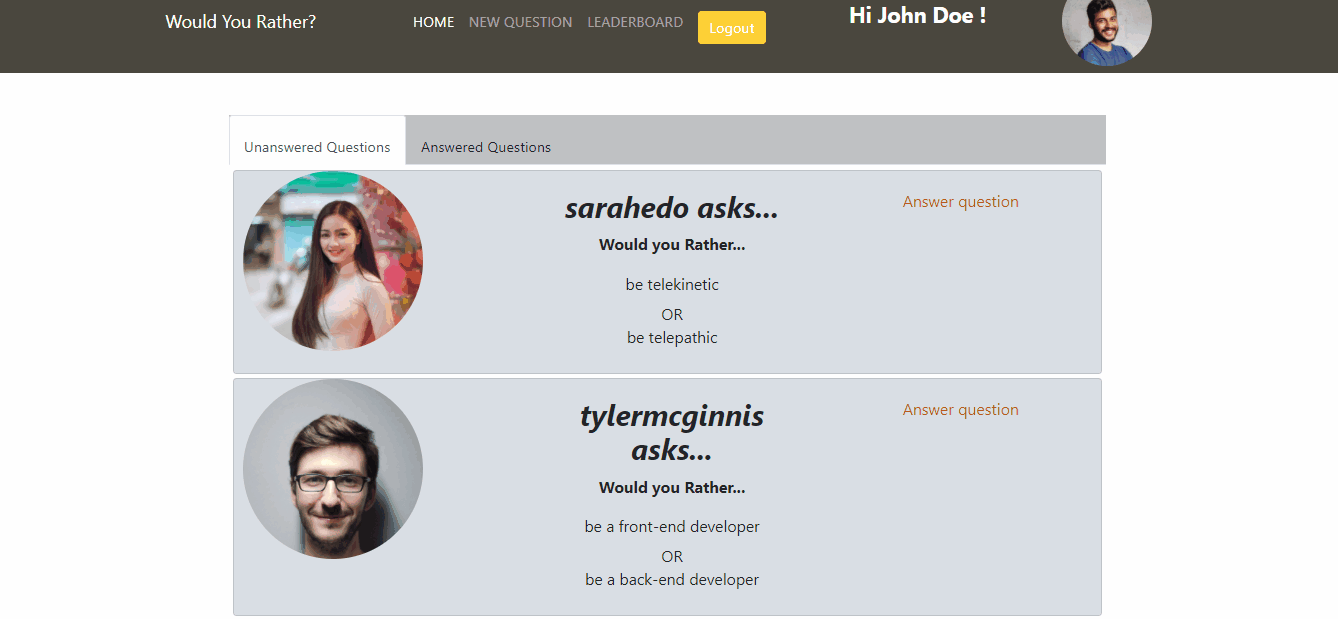 Would You Rather?
HOME
NEW QUESTION
LEADERBOARD
Logout
Hi John Doe !
Unanswered Questions
Answered Questions
sarahedo asks...
Answer question
Would you Rather...
be telekinetic
OR
be telepathic
tylermcginnis
asks...
Answer question
Would you Rather...
be a front-end developer
OR
be a back-end developer